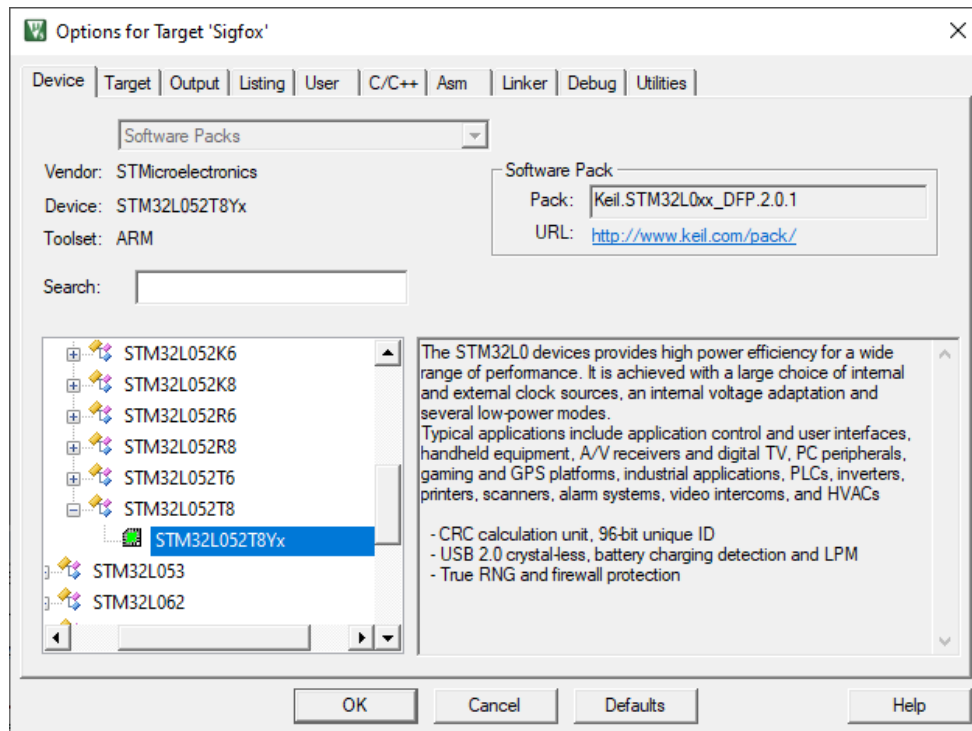 Options for Target 'Sigfox'
Device Target Output Listing User C/C++ Asm Linker Debug Utilities
Software Packs
Vendor: STMicroelectronics
Device: STM32L052T8Yx
Toolset: ARM
Software Pack
Pack: Keil.STM32L0xx_DFP.2.0.1
URL: http://www.keil.com/pack/
Search:
STM32L052K6
STM32L052K8
STM32L052R6
STM32L052R8
STM32L052T6
STM32L052T8
STM32L052T8Yx
STM32L053
STM32L062
The STM32L0 devices provides high power efficiency for a wide
range of performance. It is achieved with a large choice of internal
and external clock sources, an internal voltage adaptation and
several low-power modes.
Typical applications include application control and user interfaces,
handheld equipment, A/V receivers and digital TV, PC peripherals,
gaming and GPS platforms, industrial applications, PLCs, inverters,
printers, scanners, alarm systems, video intercoms, and HVACs
- CRC calculation unit, 96-bit unique ID
- USB 2.0 crystal-less, battery charging detection and LPM
- True RNG and firewall protection
OK Cancel Defaults Help